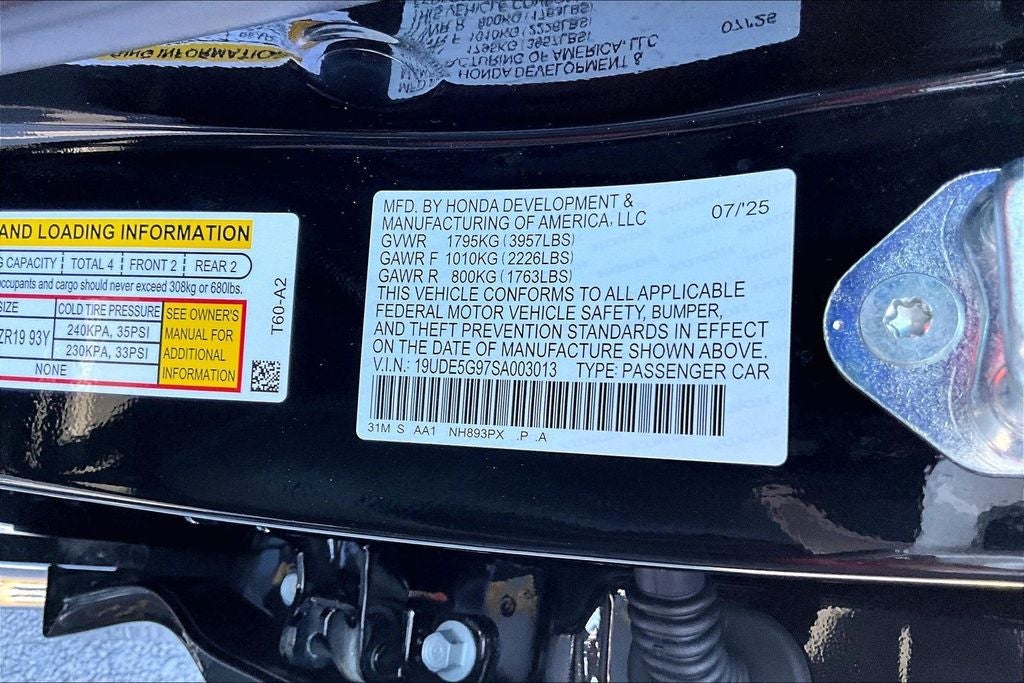 AND LOADING INFORMATION
G CAPACITY TOTAL 4 FRONT 2 REAR 2
occupants and cargo should never exceed 308kg or 680lbs.
SIZE COLD TIRE PRESSURE SEE OWNER'S MANUAL FOR ADDITIONAL INFORMATION
ZR19 93Y 240KPA, 35PSI
230KPA, 33PSI
NONE
T60-A2
MFD. BY HONDA DEVELOPMENT &
MANUFACTURING OF AMERICA, LLC 07/'25
GVWR 1795KG (3957LBS)
GAWR F 1010KG (2226LBS)
GAWR R 800KG (1763LBS)
THIS VEHICLE CONFORMS TO ALL APPLICABLE
FEDERAL MOTOR VEHICLE SAFETY, BUMPER,
AND THEFT PREVENTION STANDARDS IN EFFECT
ON THE DATE OF MANUFACTURE SHOWN ABOVE.
V.I.N.: 19UDE5G97SA003013 TYPE: PASSENGER CAR
31M S AA1 NH893PX .P .A